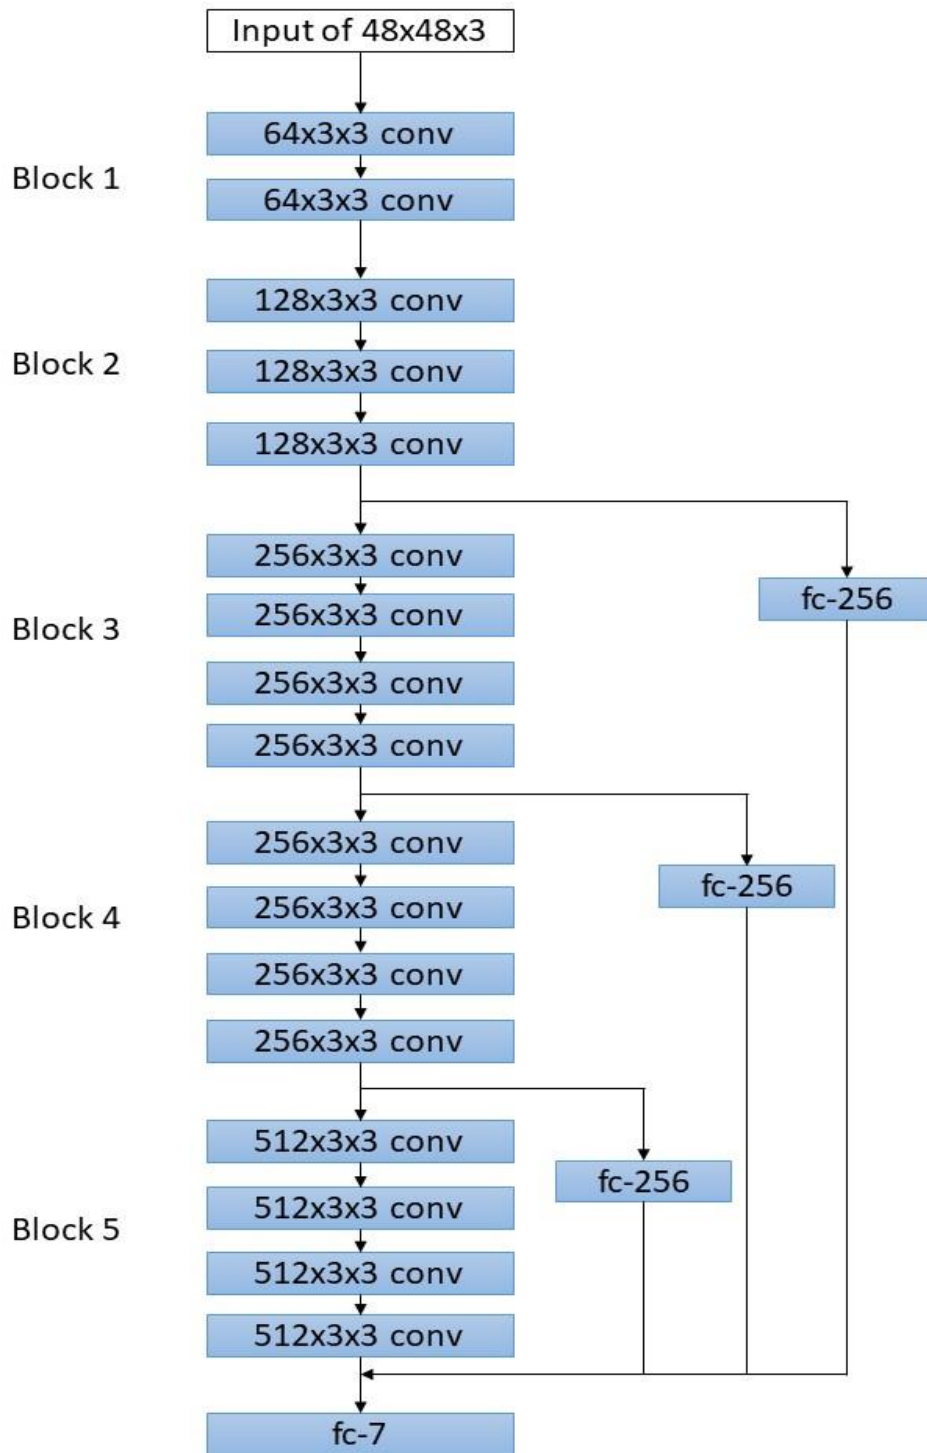 Input of 48x48x3
64x3x3 conv
Block 1
64x3x3 conv
128x3x3 conv
Block 2
128x3x3 conv
128x3x3 conv
256x3x3 conv
fc-256
256x3x3 conv
Block 3
256x3x3 conv
256x3x3 conv
256x3x3 conv
fc-256
256x3x3 conv
Block 4
256x3x3 conv
256x3x3 conv
512x3x3 conv
fc-256
512x3x3 conv
Block 5
512x3x3 conv
512x3x3 conv
fc-7